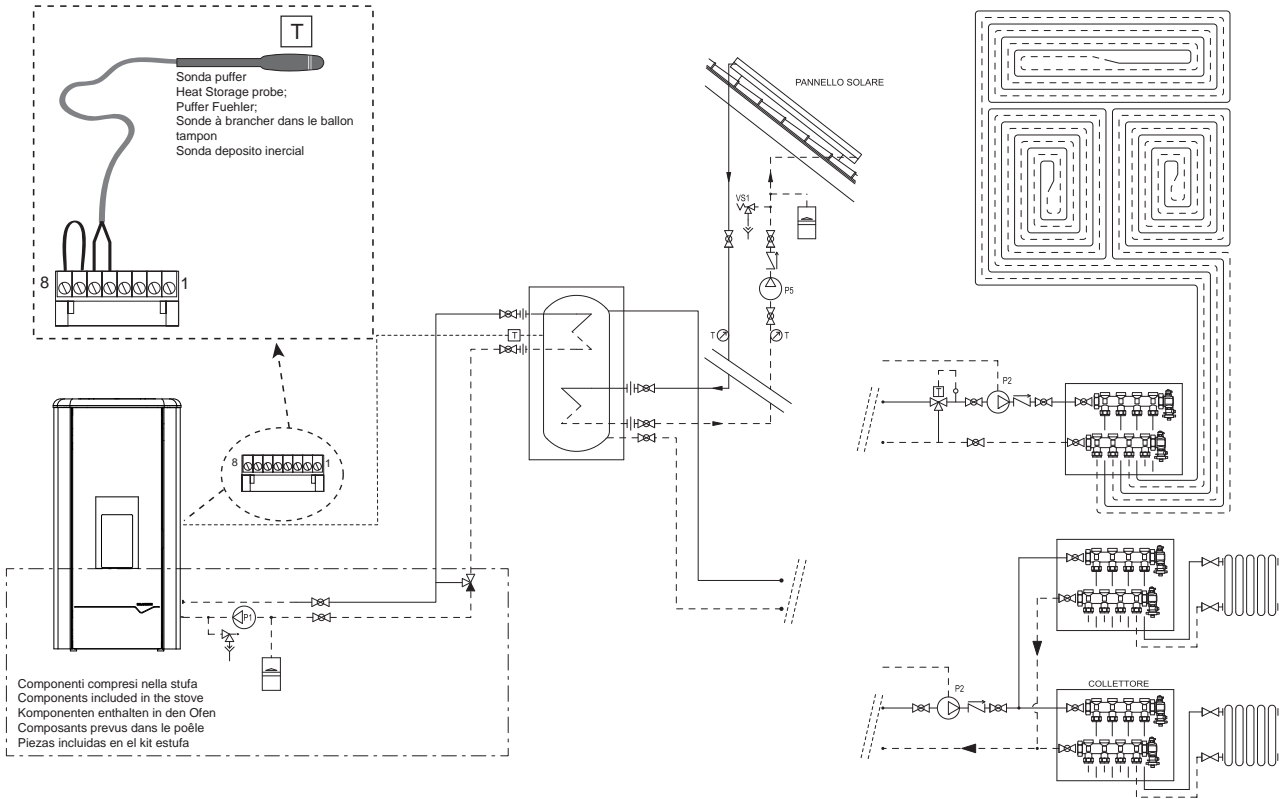 T
Sonda puffer
Heat Storage probe;
Puffer Fuehler;
Sonde à brancher dans le ballon
tampon
Sonda deposito inercial
8
1
PANNELLO SOLARE
VS1
P5
T
T
T
8
1
P1
Componenti compresi nella stufa
Components included in the stove
Komponenten enthalten in den Ofen
Composants prevus dans le poêle
Piezas incluidas en el kit estufa
T
P2
P2
COLLETTORE